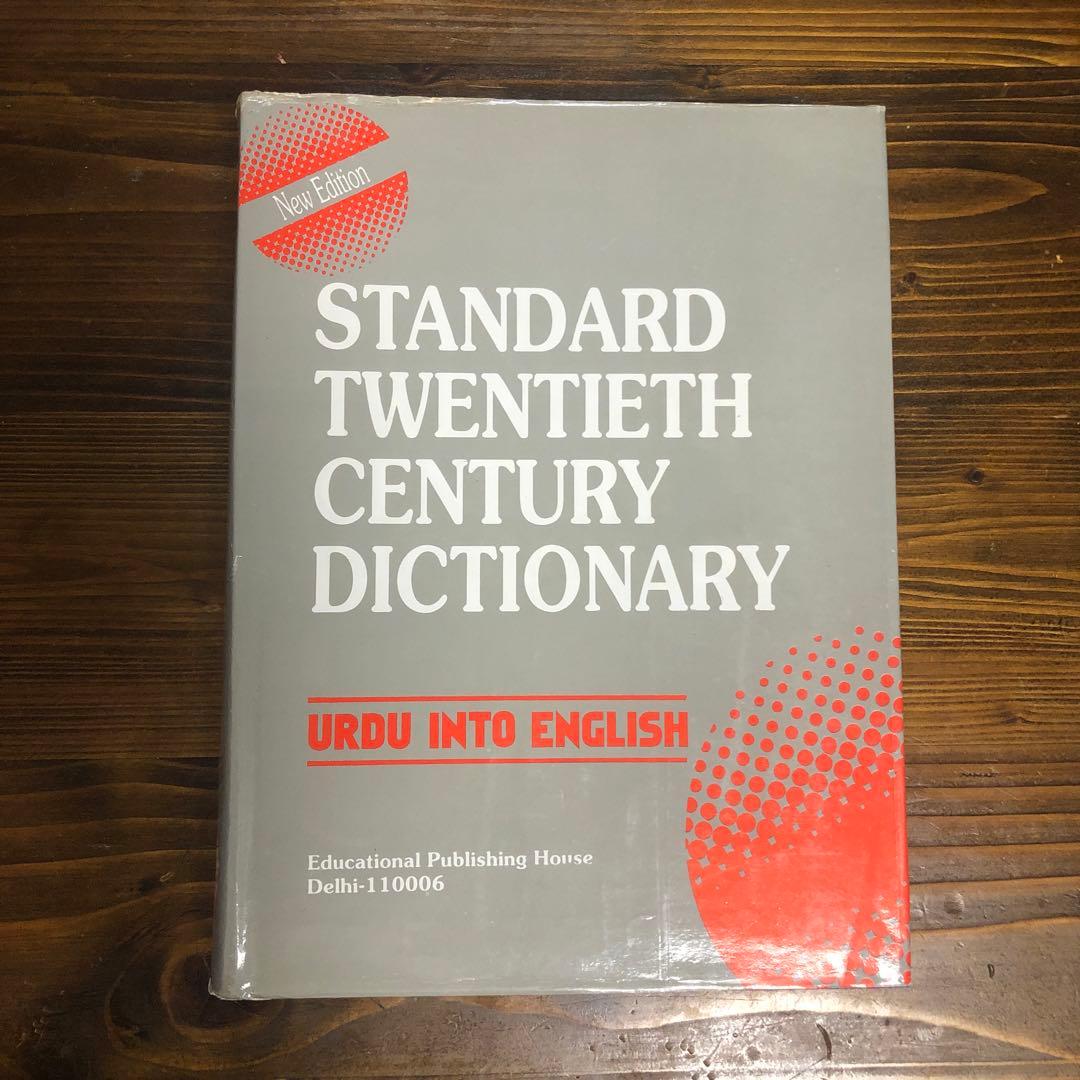 New Edition
STANDARD
TWENTIETH
CENTURY
DICTIONARY
URDU INTO ENGLISH
Educational Publishing House
Delhi-110006